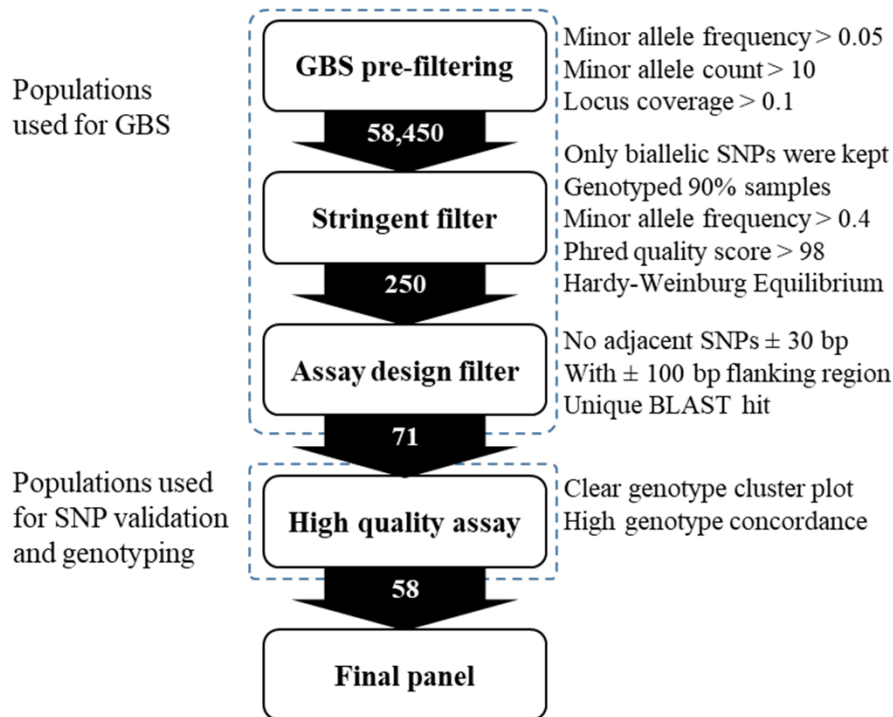 Populations
used for GBS
GBS pre-filtering
Minor allele frequency > 0.05
Minor allele count > 10
Locus coverage > 0.1
58,450
Stringent filter
Only biallelic SNPs were kept
Genotyped 90% samples
Minor allele frequency > 0.4
Phred quality score > 98
Hardy-Weinburg Equilibrium
250
Assay design filter
No adjacent SNPs ± 30 bp
With ± 100 bp flanking region
Unique BLAST hit
71
Populations used
for SNP validation
and genotyping
High quality assay
Clear genotype cluster plot
High genotype concordance
58
Final panel